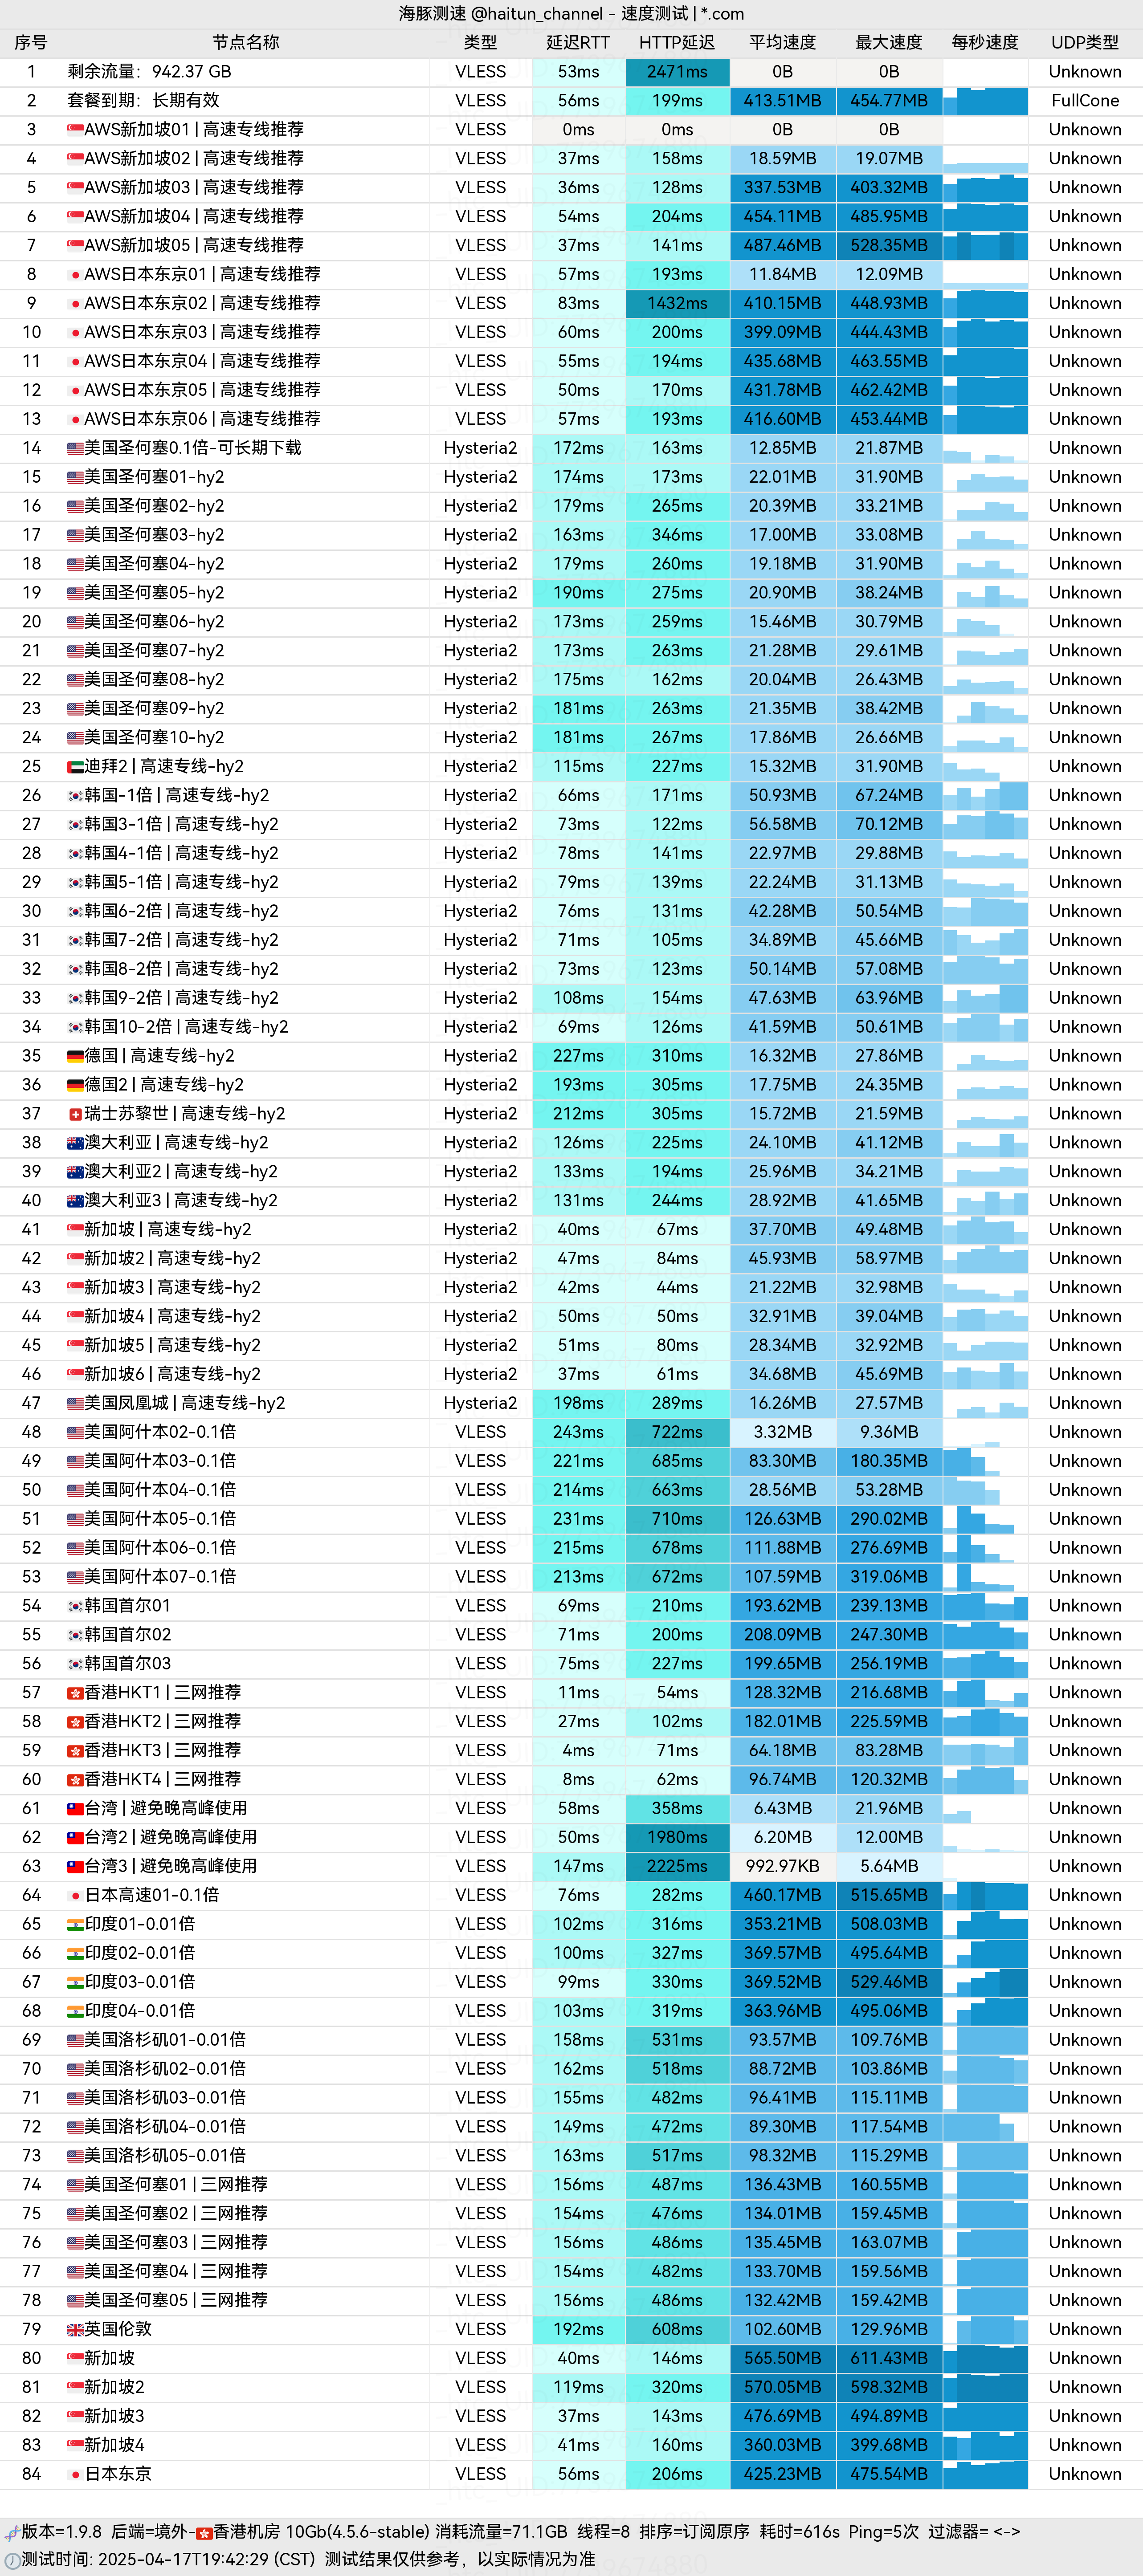 海豚测速 @haitun_channel - 速度测试 | *.com
序号 节点名称 类型 延迟RTT HTTP延迟 平均速度 最大速度 每秒速度 UDP类型
1 剩余流量：942.37 GB VLESS 53ms 2471ms 0B 0B Unknown
2 套餐到期：长期有效 VLESS 56ms 199ms 413.51MB 454.77MB FullCone
3 AWS新加坡01 | 高速专线推荐 VLESS 0ms 0ms 0B 0B Unknown
4 AWS新加坡02 | 高速专线推荐 VLESS 37ms 158ms 18.59MB 19.07MB Unknown
5 AWS新加坡03 | 高速专线推荐 VLESS 36ms 128ms 337.53MB 403.32MB Unknown
6 AWS新加坡04 | 高速专线推荐 VLESS 54ms 204ms 454.11MB 485.95MB Unknown
7 AWS新加坡05 | 高速专线推荐 VLESS 37ms 141ms 487.46MB 528.35MB Unknown
8 AWS日本东京01 | 高速专线推荐 VLESS 57ms 193ms 11.84MB 12.09MB Unknown
9 AWS日本东京02 | 高速专线推荐 VLESS 83ms 1432ms 410.15MB 448.93MB Unknown
10 AWS日本东京03 | 高速专线推荐 VLESS 60ms 200ms 399.09MB 444.43MB Unknown
11 AWS日本东京04 | 高速专线推荐 VLESS 55ms 194ms 435.68MB 463.55MB Unknown
12 AWS日本东京05 | 高速专线推荐 VLESS 50ms 170ms 431.78MB 462.42MB Unknown
13 AWS日本东京06 | 高速专线推荐 VLESS 57ms 193ms 416.60MB 453.44MB Unknown
14 美国圣何塞0.1倍-可长期下载 Hysteria2 172ms 163ms 12.85MB 21.87MB Unknown
15 美国圣何塞01-hy2 Hysteria2 174ms 173ms 22.01MB 31.90MB Unknown
16 美国圣何塞02-hy2 Hysteria2 179ms 265ms 20.39MB 33.21MB Unknown
17 美国圣何塞03-hy2 Hysteria2 163ms 346ms 17.00MB 33.08MB Unknown
18 美国圣何塞04-hy2 Hysteria2 179ms 260ms 19.18MB 31.90MB Unknown
19 美国圣何塞05-hy2 Hysteria2 190ms 275ms 20.90MB 38.24MB Unknown
20 美国圣何塞06-hy2 Hysteria2 173ms 259ms 15.46MB 30.79MB Unknown
21 美国圣何塞07-hy2 Hysteria2 173ms 263ms 21.28MB 29.61MB Unknown
22 美国圣何塞08-hy2 Hysteria2 175ms 162ms 20.04MB 26.43MB Unknown
23 美国圣何塞09-hy2 Hysteria2 181ms 263ms 21.35MB 38.42MB Unknown
24 美国圣何塞10-hy2 Hysteria2 181ms 267ms 17.86MB 26.66MB Unknown
25 迪拜2 | 高速专线-hy2 Hysteria2 115ms 227ms 15.32MB 31.90MB Unknown
26 韩国-1倍 | 高速专线-hy2 Hysteria2 66ms 171ms 50.93MB 67.24MB Unknown
27 韩国3-1倍 | 高速专线-hy2 Hysteria2 73ms 122ms 56.58MB 70.12MB Unknown
28 韩国4-1倍 | 高速专线-hy2 Hysteria2 78ms 141ms 22.97MB 29.88MB Unknown
29 韩国5-1倍 | 高速专线-hy2 Hysteria2 79ms 139ms 22.24MB 31.13MB Unknown
30 韩国6-2倍 | 高速专线-hy2 Hysteria2 76ms 131ms 42.28MB 50.54MB Unknown
31 韩国7-2倍 | 高速专线-hy2 Hysteria2 71ms 105ms 34.89MB 45.66MB Unknown
32 韩国8-2倍 | 高速专线-hy2 Hysteria2 73ms 123ms 50.14MB 57.08MB Unknown
33 韩国9-2倍 | 高速专线-hy2 Hysteria2 108ms 154ms 47.63MB 63.96MB Unknown
34 韩国10-2倍 | 高速专线-hy2 Hysteria2 69ms 126ms 41.59MB 50.61MB Unknown
35 德国 | 高速专线-hy2 Hysteria2 227ms 310ms 16.32MB 27.86MB Unknown
36 德国2 | 高速专线-hy2 Hysteria2 193ms 305ms 17.75MB 24.35MB Unknown
37 瑞士苏黎世 | 高速专线-hy2 Hysteria2 212ms 305ms 15.72MB 21.59MB Unknown
38 澳大利亚 | 高速专线-hy2 Hysteria2 126ms 225ms 24.10MB 41.12MB Unknown
39 澳大利亚2 | 高速专线-hy2 Hysteria2 133ms 194ms 25.96MB 34.21MB Unknown
40 澳大利亚3 | 高速专线-hy2 Hysteria2 131ms 244ms 28.92MB 41.65MB Unknown
41 新加坡 | 高速专线-hy2 Hysteria2 40ms 67ms 37.70MB 49.48MB Unknown
42 新加坡2 | 高速专线-hy2 Hysteria2 47ms 84ms 45.93MB 58.97MB Unknown
43 新加坡3 | 高速专线-hy2 Hysteria2 42ms 44ms 21.22MB 32.98MB Unknown
44 新加坡4 | 高速专线-hy2 Hysteria2 50ms 50ms 32.91MB 39.04MB Unknown
45 新加坡5 | 高速专线-hy2 Hysteria2 51ms 80ms 28.34MB 32.92MB Unknown
46 新加坡6 | 高速专线-hy2 Hysteria2 37ms 61ms 34.68MB 45.69MB Unknown
47 美国凤凰城 | 高速专线-hy2 Hysteria2 198ms 289ms 16.26MB 27.57MB Unknown
48 美国阿什本02-0.1倍 VLESS 243ms 722ms 3.32MB 9.36MB Unknown
49 美国阿什本03-0.1倍 VLESS 221ms 685ms 83.30MB 180.35MB Unknown
50 美国阿什本04-0.1倍 VLESS 214ms 663ms 28.56MB 53.28MB Unknown
51 美国阿什本05-0.1倍 VLESS 231ms 710ms 126.63MB 290.02MB Unknown
52 美国阿什本06-0.1倍 VLESS 215ms 678ms 111.88MB 276.69MB Unknown
53 美国阿什本07-0.1倍 VLESS 213ms 672ms 107.59MB 319.06MB Unknown
54 韩国首尔01 VLESS 69ms 210ms 193.62MB 239.13MB Unknown
55 韩国首尔02 VLESS 71ms 200ms 208.09MB 247.30MB Unknown
56 韩国首尔03 VLESS 75ms 227ms 199.65MB 256.19MB Unknown
57 香港HKT1 | 三网推荐 VLESS 11ms 54ms 128.32MB 216.68MB Unknown
58 香港HKT2 | 三网推荐 VLESS 27ms 102ms 182.01MB 225.59MB Unknown
59 香港HKT3 | 三网推荐 VLESS 4ms 71ms 64.18MB 83.28MB Unknown
60 香港HKT4 | 三网推荐 VLESS 8ms 62ms 96.74MB 120.32MB Unknown
61 台湾 | 避免晚高峰使用 VLESS 58ms 358ms 6.43MB 21.96MB Unknown
62 台湾2 | 避免晚高峰使用 VLESS 50ms 1980ms 6.20MB 12.00MB Unknown
63 台湾3 | 避免晚高峰使用 VLESS 147ms 2225ms 992.97KB 5.64MB Unknown
64 日本高速01-0.1倍 VLESS 76ms 282ms 460.17MB 515.65MB Unknown
65 印度01-0.01倍 VLESS 102ms 316ms 353.21MB 508.03MB Unknown
66 印度02-0.01倍 VLESS 100ms 327ms 369.57MB 495.64MB Unknown
67 印度03-0.01倍 VLESS 99ms 330ms 369.52MB 529.46MB Unknown
68 印度04-0.01倍 VLESS 103ms 319ms 363.96MB 495.06MB Unknown
69 美国洛杉矶01-0.01倍 VLESS 158ms 531ms 93.57MB 109.76MB Unknown
70 美国洛杉矶02-0.01倍 VLESS 162ms 518ms 88.72MB 103.86MB Unknown
71 美国洛杉矶03-0.01倍 VLESS 155ms 482ms 96.41MB 115.11MB Unknown
72 美国洛杉矶04-0.01倍 VLESS 149ms 472ms 89.30MB 117.54MB Unknown
73 美国洛杉矶05-0.01倍 VLESS 163ms 517ms 98.32MB 115.29MB Unknown
74 美国圣何塞01 | 三网推荐 VLESS 156ms 487ms 136.43MB 160.55MB Unknown
75 美国圣何塞02 | 三网推荐 VLESS 154ms 476ms 134.01MB 159.45MB Unknown
76 美国圣何塞03 | 三网推荐 VLESS 156ms 486ms 135.45MB 163.07MB Unknown
77 美国圣何塞04 | 三网推荐 VLESS 154ms 482ms 133.70MB 159.56MB Unknown
78 美国圣何塞05 | 三网推荐 VLESS 156ms 486ms 132.42MB 159.42MB Unknown
79 英国伦敦 VLESS 192ms 608ms 102.60MB 129.96MB Unknown
80 新加坡 VLESS 40ms 146ms 565.50MB 611.43MB Unknown
81 新加坡2 VLESS 119ms 320ms 570.05MB 598.32MB Unknown
82 新加坡3 VLESS 37ms 143ms 476.69MB 494.89MB Unknown
83 新加坡4 VLESS 41ms 160ms 360.03MB 399.68MB Unknown
84 日本东京 VLESS 56ms 206ms 425.23MB 475.54MB Unknown
版本=1.9.8 后端=境外-香港机房 10Gb(4.5.6-stable) 消耗流量=71.1GB 线程=8 排序=订阅原序 耗时=616s Ping=5次 过滤器= <->
测试时间: 2025-04-17T19:42:29 (CST) 测试结果仅供参考，以实际情况为准